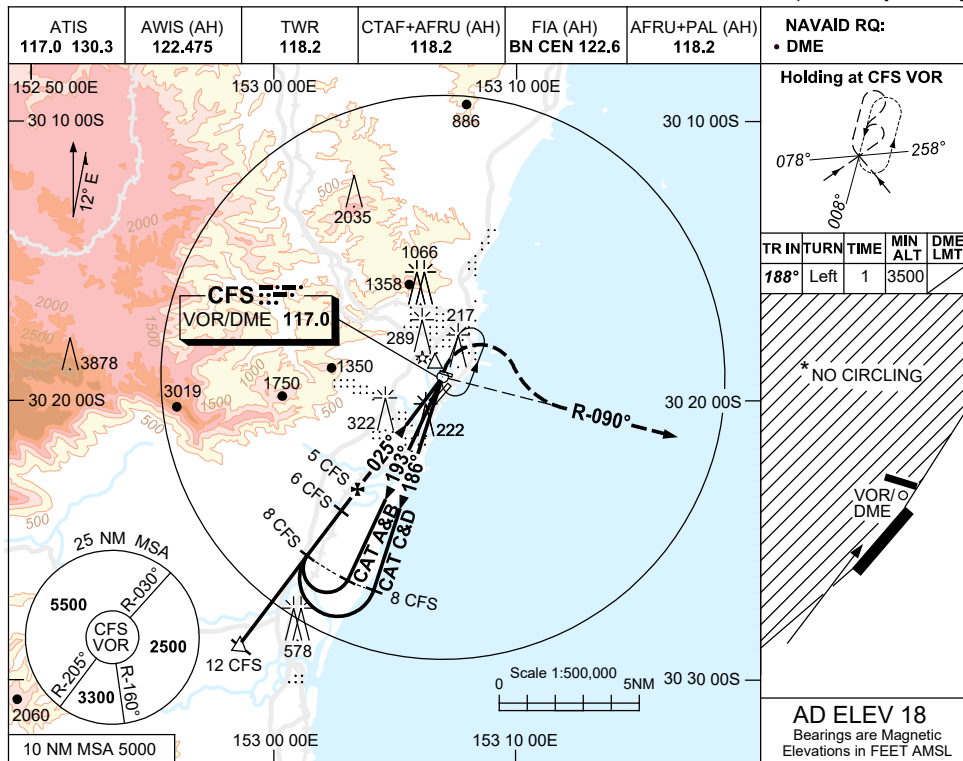 ATIS
117.0 130.3
AWIS (AH)
122.475
TWR
118.2
CTAF+AFRU (AH)
118.2
FIA (AH)
BN CEN 122.6
AFRU+PAL (AH)
118.2
NAVAID RQ:
• DME
152 50 00E
153 00 00E
153 10 00E
30 10 00S
30 10 00S
12° E
886
500
2035
2000
1066
1358
CFS
VOR/DME 117.0
217
289
2000
2500
1500
1000
3878
1350
1750
3019
1500
500
500
30 20 00S
30 20 00S
322
222
R-090°
025°
193°
186°
5 CFS
6 CFS
8 CFS
CAT A&B
CAT C&D
8 CFS
500
25 NM MSA
5500
R-030°
CFS
VOR
2500
R-205°
R-160°
3300
12 CFS
578
2060
Scale 1:500,000
0
5NM
30 30 00S
10 NM MSA 5000
153 00 00E
153 10 00E
Holding at CFS VOR
078°
258°
008°
TR IN
TURN
TIME
MIN ALT
DME LMT
188°
Left
1
3500
* NO CIRCLING
VOR/
DME
AD ELEV 18
Bearings are Magnetic
Elevations in FEET AMSL